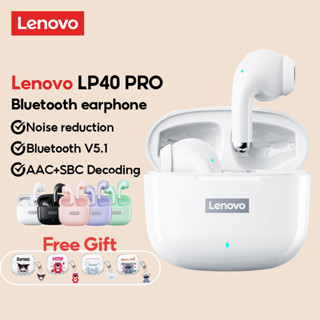 Lenovo
Lenovo LP40 PRO
Bluetooth earphone
Noise reduction
Bluetooth V5.1
AAC+SBC Decoding
Lenovo
Free Gift